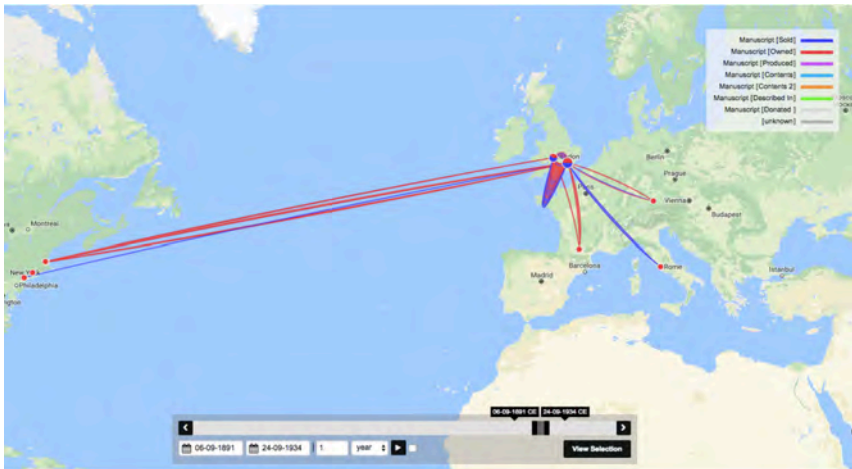 Manuscript [Sold]
Manuscript [Owned]
Manuscript [Produced]
Manuscript [Contents]
Manuscript [Contents 2]
Manuscript [Described In]
Manuscript [Donated ]
[unknown]
Berlin
Prague
Vienna
Budapest
Montreal
New York
Philadelphia
Madrid
Barcelona
Rome
İstanbul
06-09-1891 CE
24-09-1934 CE
06-09-1891
24-09-1934
1
year
View Selection